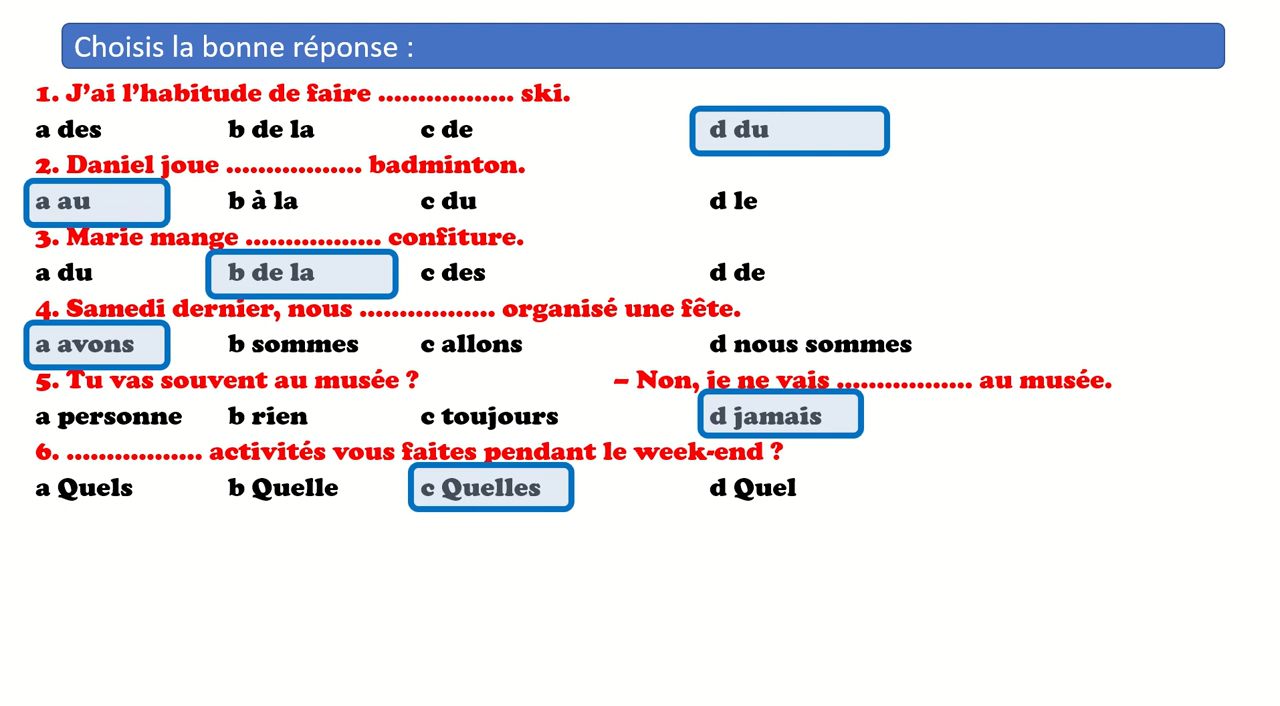 Choisis la bonne réponse :
1. J'ai l'habitude de faire ................. ski.
a des b de la c de d du
2. Daniel joue ................. badminton.
a au b à la c du d le
3. Marie mange ................. confiture.
a du b de la c des d de
4. Samedi dernier, nous ................. organisé une fête.
a avons b sommes c allons d nous sommes
5. Tu vas souvent au musée ? – Non, je ne vais ................. au musée.
a personne b rien c toujours d jamais
6. ................. activités vous faites pendant le week-end ?
a Quels b Quelle c Quelles d Quel